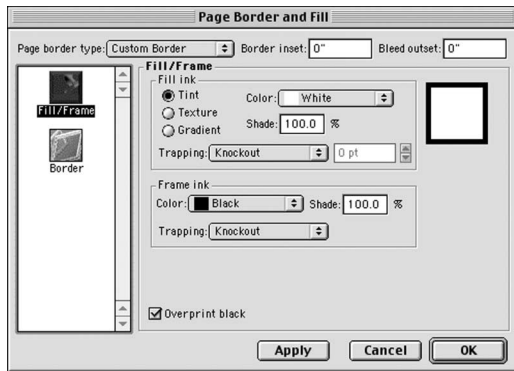 Page Border and Fill
Page border type: Custom Border Border inset: 0" Bleed outset: 0"
Fill/Frame
Border
Fill/Frame
Fill ink
Tint
Texture
Gradient
Color: White
Shade: 100.0 %
Trapping: Knockout 0 pt
Frame ink
Color: Black Shade: 100.0 %
Trapping: Knockout
Overprint black
Apply Cancel OK